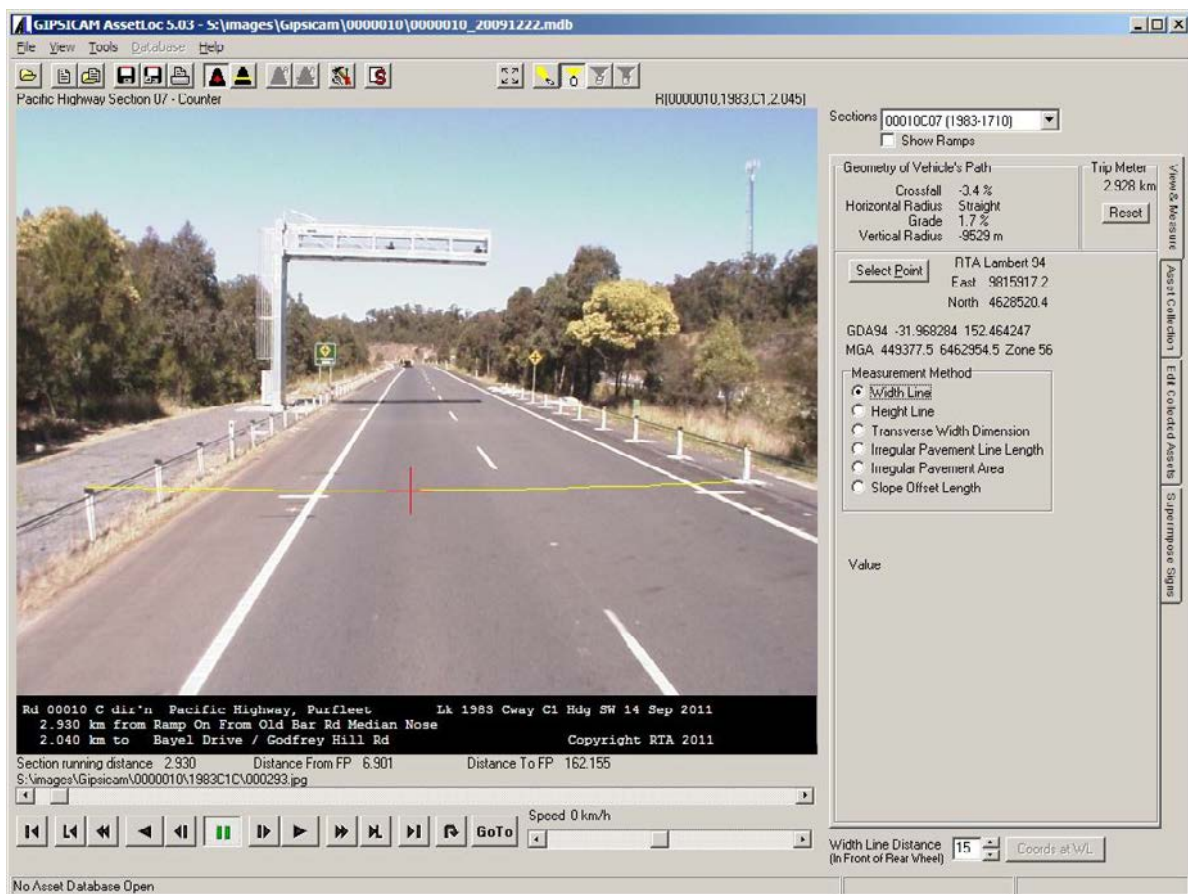 GIPSICAM AssetLoc 5.03 - S:\images\Gipsicam\0000010\0000010_20091222.mdb
File View Tools Database Help
Pacific Highway Section 07 - Counter
R[0000010,1983,C1,2.045]
Sections 00010C07 (1983-1710)
Show Ramps
Geometry of Vehicle's Path
Crossfall -3.4 %
Horizontal Radius Straight
Grade 1.7 %
Vertical Radius -9529 m
Trip Meter
2.928 km
Reset
Select Point
RTA Lambert 94
East 9815917.2
North 4628520.4
GDA94 -31.968284 152.464247
MGA 449377.5 6462954.5 Zone 56
Measurement Method
Width Line
Height Line
Transverse Width Dimension
Irregular Pavement Line Length
Irregular Pavement Area
Slope Offset Length
Value
View & Measure
Asset Collection
Edit Collected Assets
Superimpose Signs
Rd 00010 C dir'n Pacific Highway, Purfleet Lk 1983 Cway C1 Hdg SW 14 Sep 2011
2.930 km from Ramp On From Old Bar Rd Median Nose
2.040 km to Bayel Drive / Godfrey Hill Rd Copyright RTA 2011
Section running distance 2.930 Distance From FP 6.901 Distance To FP 162.155
S:\images\Gipsicam\0000010\1983C1C\000293.jpg
GoTo
Speed 0 km/h
Width Line Distance 15
(In Front of Rear Wheel)
Coords at WL
No Asset Database Open